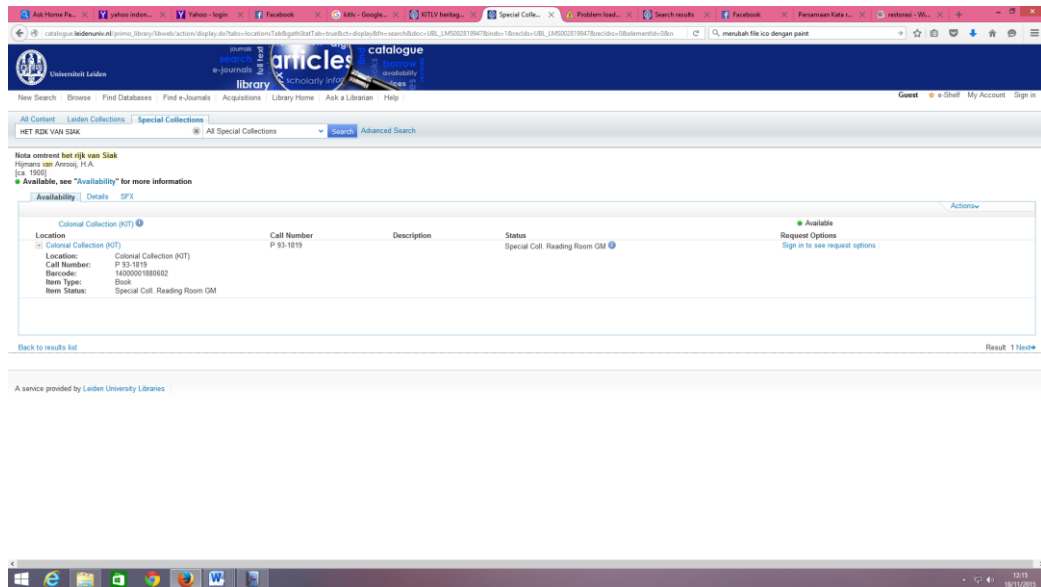 Ask Home Pa...
yahoo indon...
Yahoo - login
Facebook
kitlv - Google...
KITLV heritag...
Special Colle...
Problem load...
Search results
Facebook
Persamaan Kata r...
restorasi - Wi...
catalogue.leidenuniv.nl/primo_library/libweb/action/display.do?tabs=locationsTab&gathStatTab=true&ct=display&fn=search&doc=UBL_LMS002819947&indx=1&recIds=UBL_LMS002819947&recIdxs=0&elementId=0&ren
merubah file ico dengan paint
Universiteit Leiden
journals
search
e-journals
library
full text
articles
scholarly
find
catalogue
borrow
availability
New Search Browse Find Databases Find e-Journals Acquisitions Library Home Ask a Librarian Help
Guest e-Shelf My Account Sign in
All Content Leiden Collections Special Collections
HET RIJK VAN SIAK All Special Collections Search Advanced Search
Nota omtrent het rijk van Siak
Hijmans van Anrooij, H.A.
[ca. 1900]
Available, see "Availability" for more information
Availability Details SFX
Actions
Colonial Collection (KIT) Available
Location Call Number Description Status Request Options
Colonial Collection (KIT) P 93-1819 Special Coll. Reading Room GM Sign in to see request options
Location: Colonial Collection (KIT)
Call Number: P 93-1819
Barcode: 14000001880602
Item Type: Book
Item Status: Special Coll. Reading Room GM
Back to results list
Result 1 Next
A service provided by Leiden University Libraries
12:15
18/11/2015